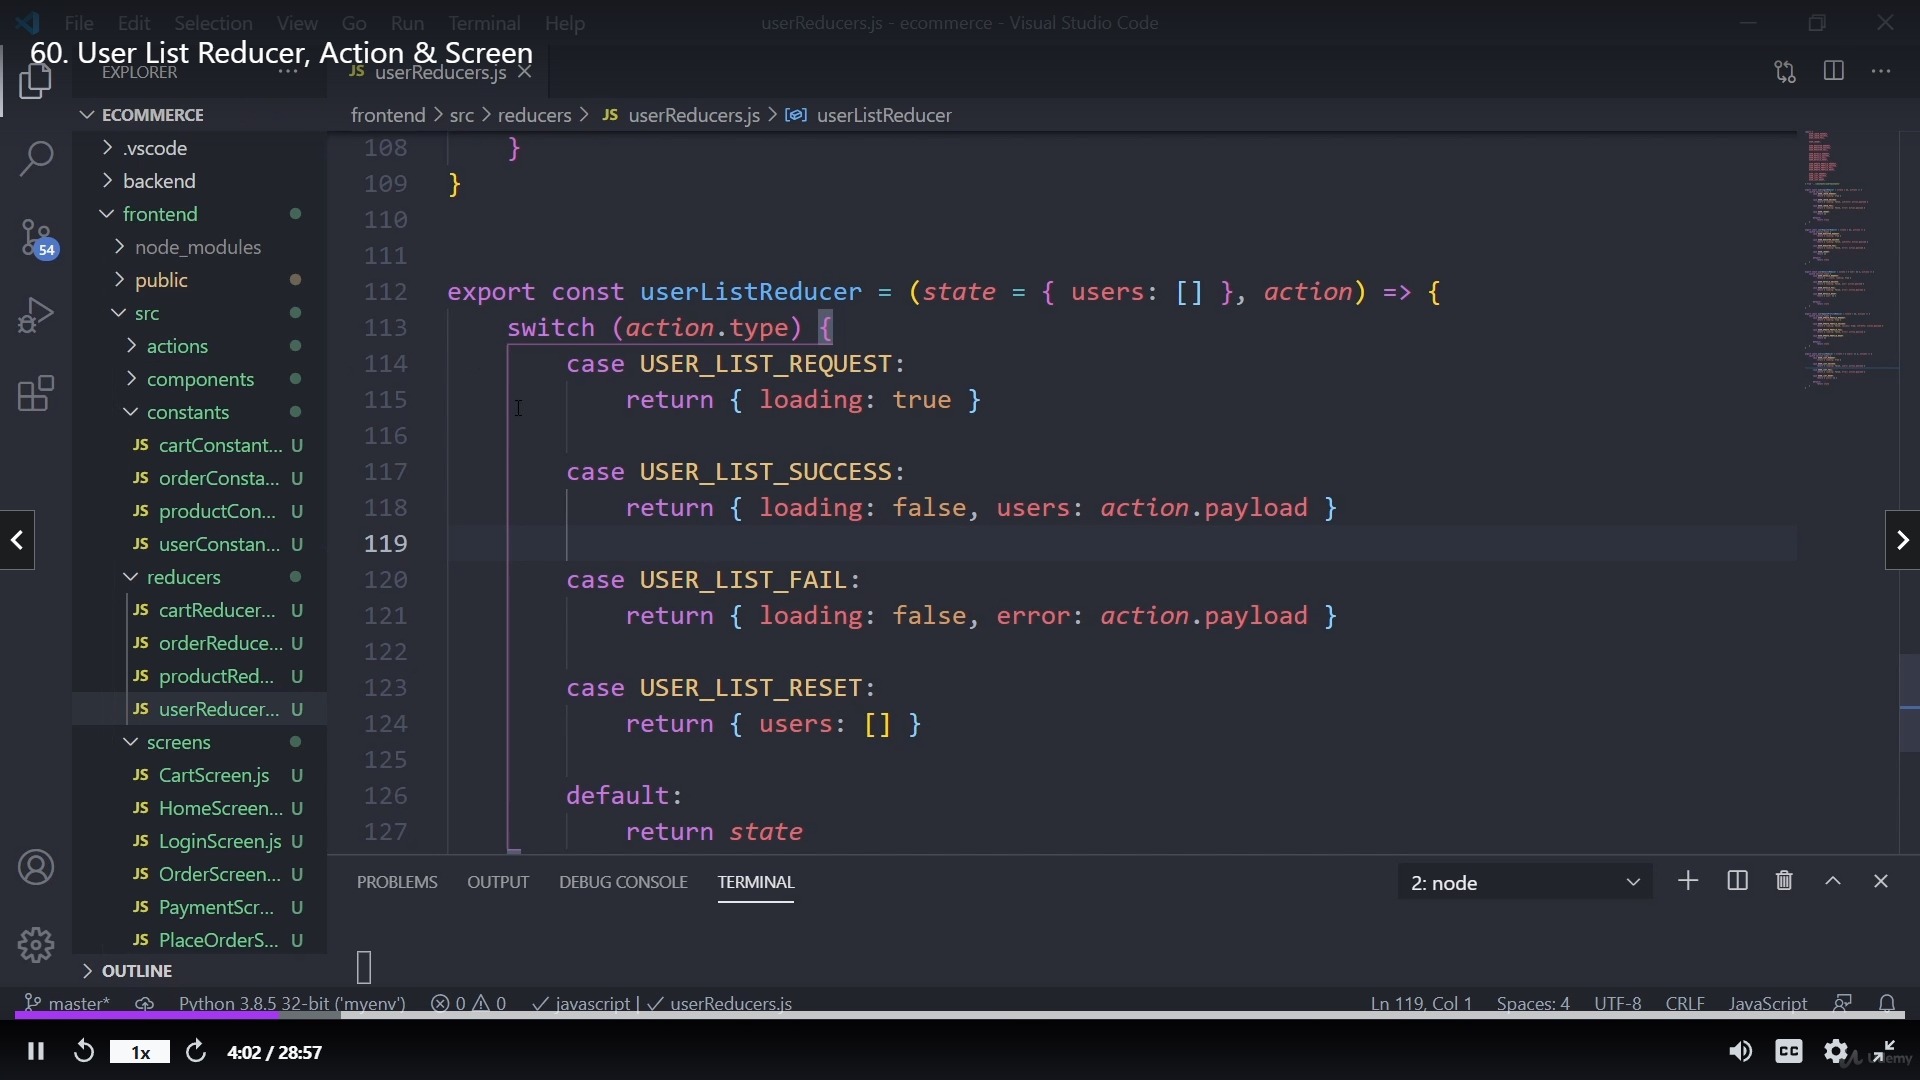 File Edit Selection View Go Run Terminal Help
userReducers.js - ecommerce - Visual Studio Code
60. User List Reducer, Action & Screen
EXPLORER
JS userReducers.js
ECOMMERCE
frontend > src > reducers > JS userReducers.js > userListReducer
.vscode
backend
frontend
node_modules
public
src
actions
components
constants
JS cartConstant... U
JS orderConsta... U
JS productCon... U
JS userConstan... U
reducers
JS cartReducer... U
JS orderReduce... U
JS productRed... U
JS userReducer... U
screens
JS CartScreen.js U
JS HomeScreen... U
JS LoginScreen.js U
JS OrderScreen... U
JS PaymentScr... U
JS PlaceOrderS... U
OUTLINE
54
108 }
109 }
110
111
112 export const userListReducer = (state = { users: [] }, action) => {
113 switch (action.type) {
114 case USER_LIST_REQUEST:
115 return { loading: true }
116
117 case USER_LIST_SUCCESS:
118 return { loading: false, users: action.payload }
119
120 case USER_LIST_FAIL:
121 return { loading: false, error: action.payload }
122
123 case USER_LIST_RESET:
124 return { users: [] }
125
126 default:
127 return state
PROBLEMS OUTPUT DEBUG CONSOLE TERMINAL
2: node
master* Python 3.8.5 32-bit ('myenv') 0 0 javascript | userReducers.js
Ln 119, Col 1 Spaces: 4 UTF-8 CRLF JavaScript
1x 4:02 / 28:57
CC
Udemy